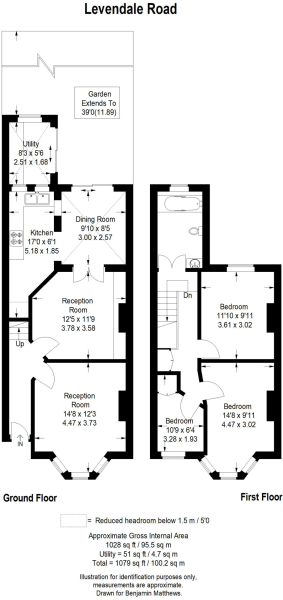 Levendale Road
Garden
Extends To
39'0(11.89)
Utility
8'3 x 5'6
2.51 x 1.68
Kitchen
17'0 x 6'1
5.18 x 1.85
Dining Room
9'10 x 8'5
3.00 x 2.57
Reception
Room
12'5 x 11'9
3.78 x 3.58
Up
Reception
Room
14'8 x 12'3
4.47 x 3.73
IN
Dn
Bedroom
11'10 x 9'11
3.61 x 3.02
Bedroom
14'8 x 9'11
4.47 x 3.02
Bedroom
10'9 x 6'4
3.28 x 1.93
Ground Floor
First Floor
= Reduced headroom below 1.5 m / 5'0
Approximate Gross Internal Area
1028 sq ft / 95.5 sq m
Utility = 51 sq ft / 4.7 sq m
Total = 1079 sq ft / 100.2 sq m
Illustration for identification purposes only,
measurements are approximate.
Drawn for Benjamin Matthews.